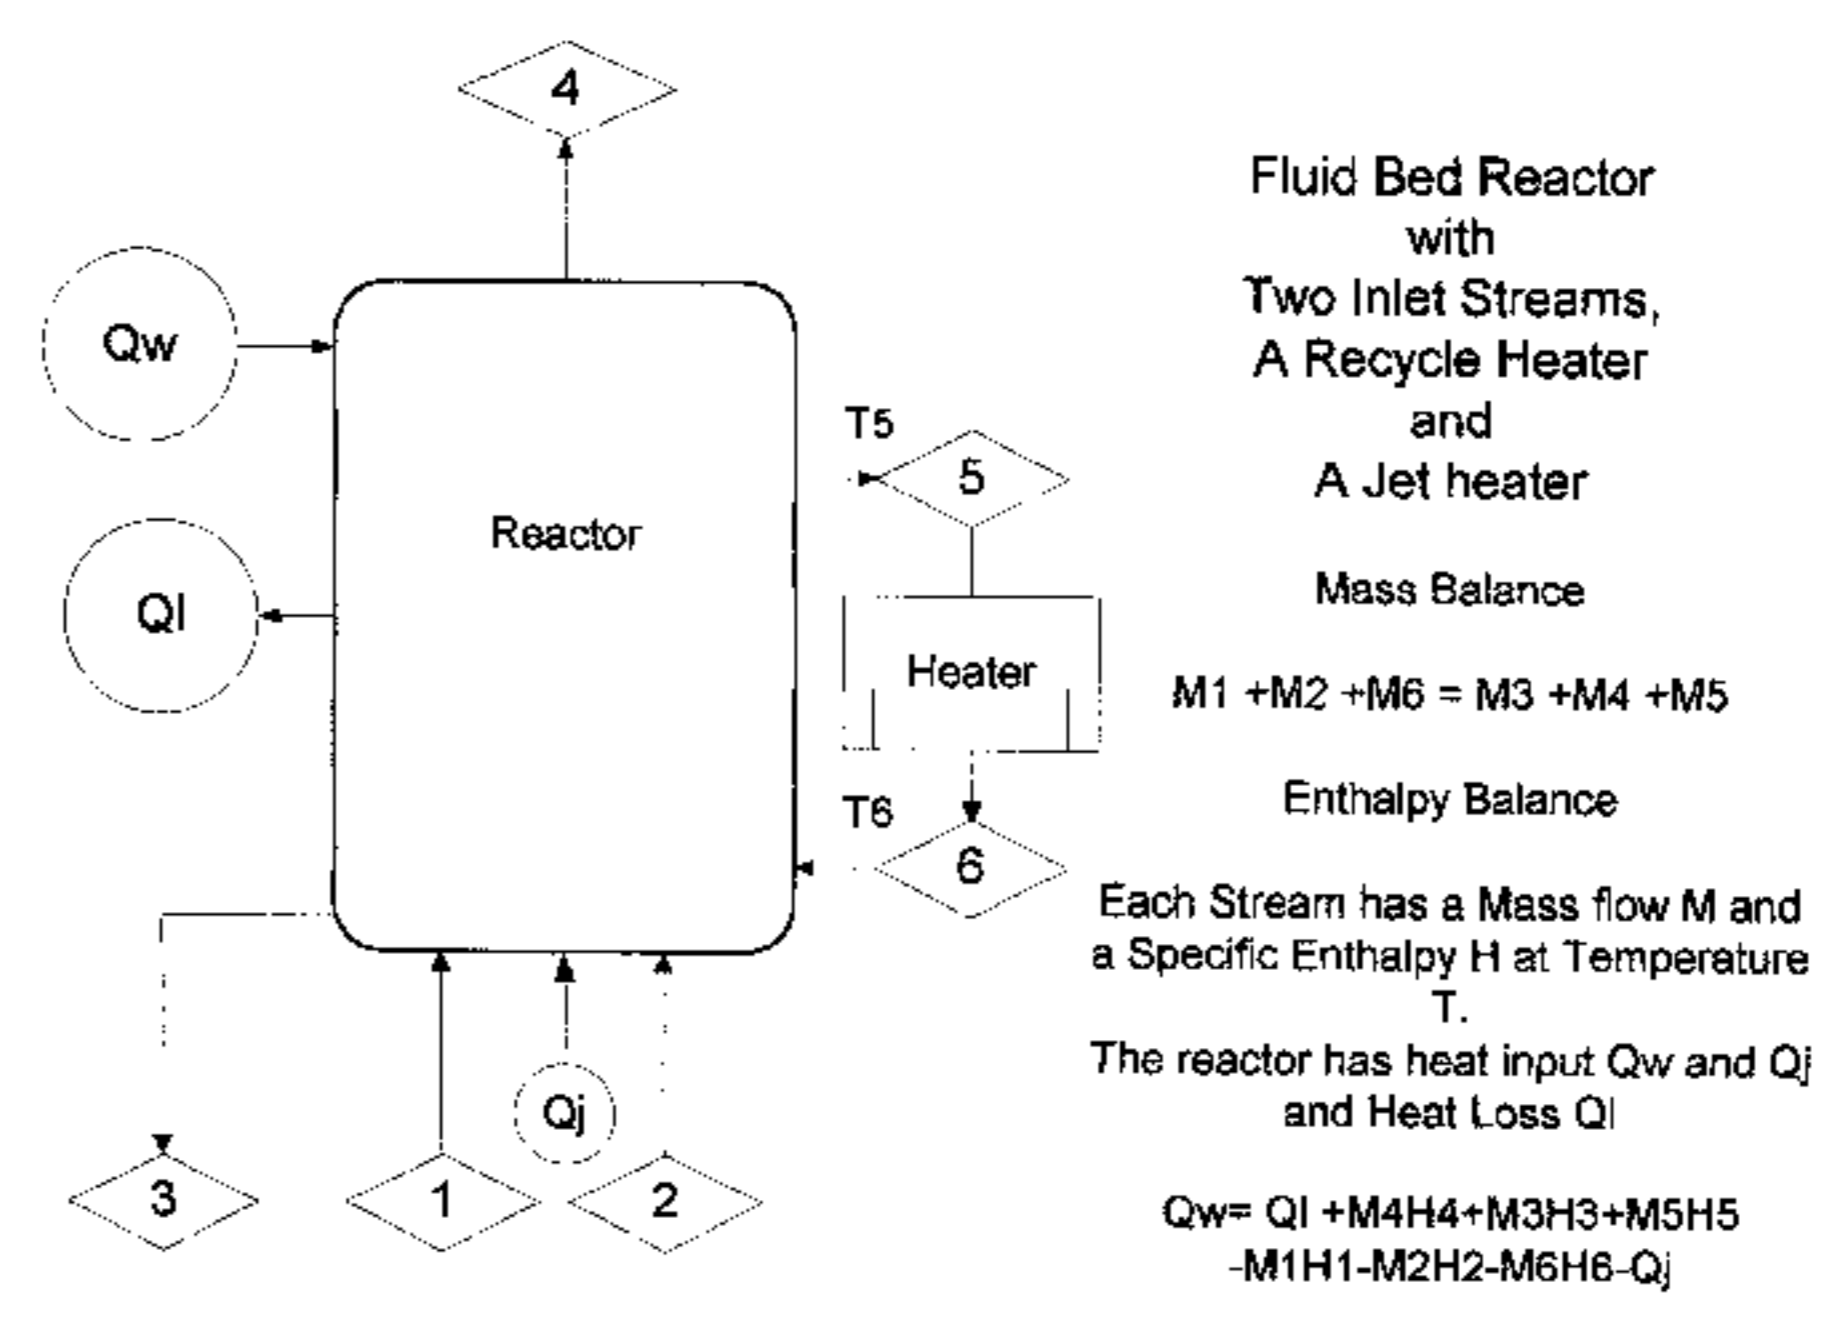 4
Qw
Ql
Reactor
T5
5
Heater
T6
6
Qj
3
1
2
Fluid Bed Reactor
with
Two Inlet Streams,
A Recycle Heater
and
A Jet heater
Mass Balance
M1 +M2 +M6 = M3 +M4 +M5
Enthalpy Balance
Each Stream has a Mass flow M and
a Specific Enthalpy H at Temperature
T.
The reactor has heat input Qw and Qj
and Heat Loss Ql
Qw= Ql +M4H4+M3H3+M5H5
-M1H1-M2H2-M6H6-Qj